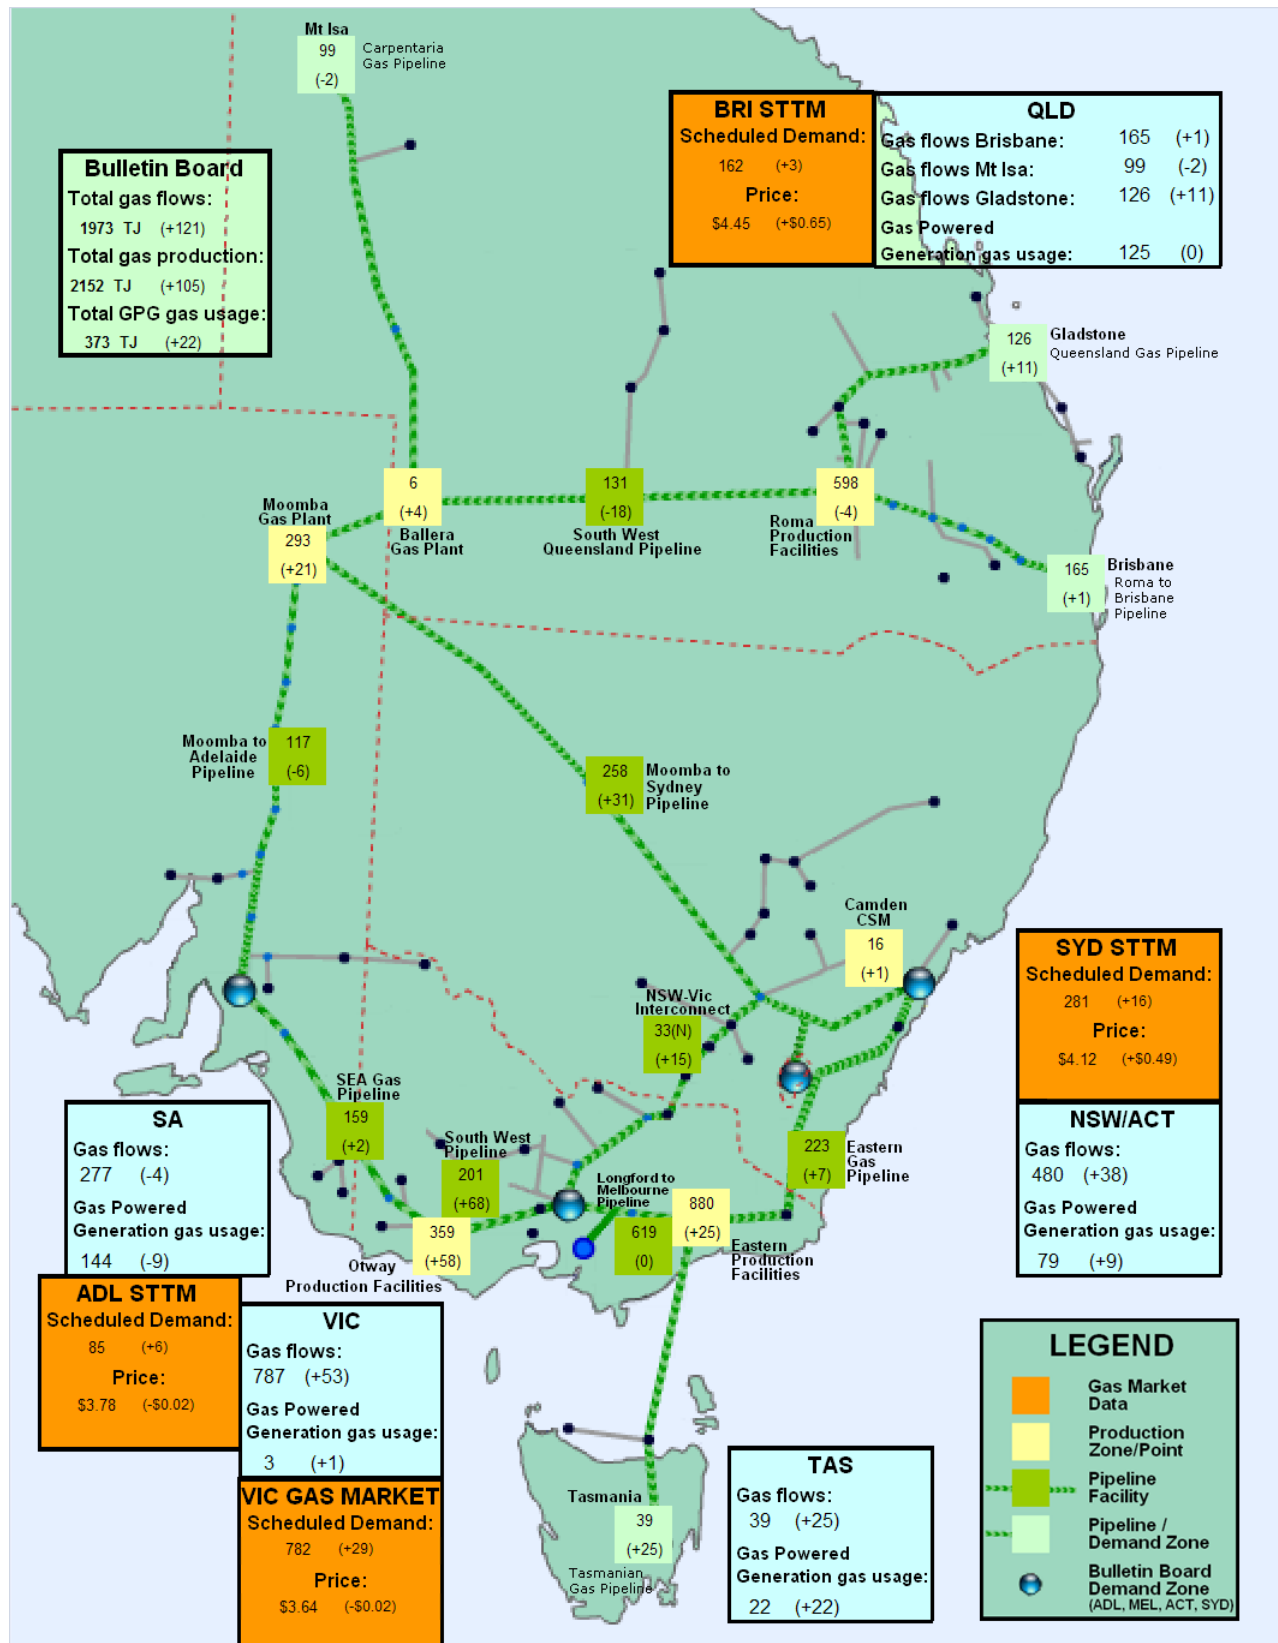 Mt Isa
99
(-2)
Carpentaria
Gas Pipeline
BRI STTM
Scheduled Demand:
162 (+3)
Price:
$4.45 (+$0.65)
QLD
Gas flows Brisbane: 165 (+1)
Gas flows Mt Isa: 99 (-2)
Gas flows Gladstone: 126 (+11)
Gas Powered
Generation gas usage: 125 (0)
Bulletin Board
Total gas flows:
1973 TJ (+121)
Total gas production:
2152 TJ (+105)
Total GPG gas usage:
373 TJ (+22)
126
(+11)
Gladstone
Queensland Gas Pipeline
6
(+4)
Ballera
Gas Plant
131
(-18)
South West
Queensland Pipeline
598
(-4)
Roma
Production
Facilities
Moomba
Gas Plant
293
(+21)
165
(+1)
Brisbane
Roma to
Brisbane
Pipeline
Moomba to
Adelaide
Pipeline
117
(-6)
258
(+31)
Moomba to
Sydney
Pipeline
Camden
CSM
16
(+1)
SYD STTM
Scheduled Demand:
281 (+16)
Price:
$4.12 (+$0.49)
NSW-Vic
Interconnect
33(N)
(+15)
SEA Gas
Pipeline
159
(+2)
South West
Pipeline
201
(+68)
Longford to
Melbourne
Pipeline
619
(0)
880
(+25)
Eastern
Production
Facilities
223
(+7)
Eastern
Gas
Pipeline
NSW/ACT
Gas flows:
480 (+38)
Gas Powered
Generation gas usage:
79 (+9)
SA
Gas flows:
277 (-4)
Gas Powered
Generation gas usage:
144 (-9)
359
(+58)
Otway
Production Facilities
ADL STTM
Scheduled Demand:
85 (+6)
Price:
$3.78 (-$0.02)
VIC
Gas flows:
787 (+53)
Gas Powered
Generation gas usage:
3 (+1)
VIC GAS MARKET
Scheduled Demand:
782 (+29)
Price:
$3.64 (-$0.02)
Tasmania
39
(+25)
Tasmanian
Gas Pipeline
TAS
Gas flows:
39 (+25)
Gas Powered
Generation gas usage:
22 (+22)
LEGEND
Gas Market
Data
Production
Zone/Point
Pipeline
Facility
Pipeline /
Demand Zone
Bulletin Board
Demand Zone
(ADL, MEL, ACT, SYD)